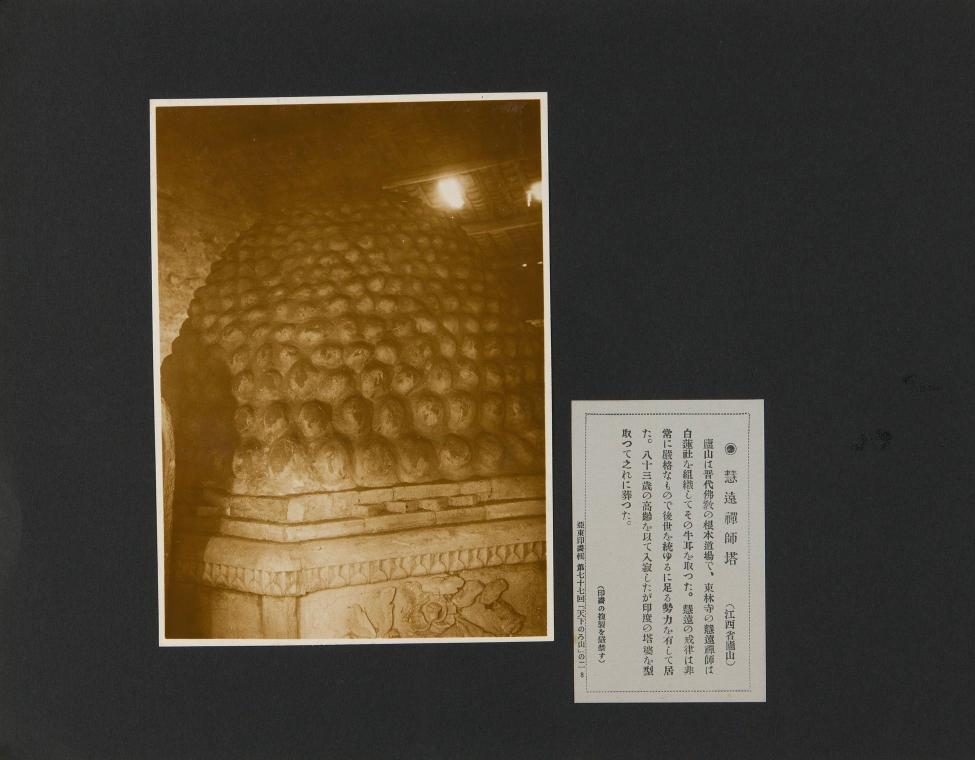 ◉ 慧遠禪師塔 （江西省廬山）
廬山は晋代佛敎の根本道場で、東林寺の慧遠禪師は
白蓮社を組織してその牛耳を取つた。慧遠の戒律は非
常に嚴格なもので後世を統ゆるに足る勢力を有して居
た。八十三歲の高齡を以て入寂したが印度の塔婆を型
取つて之れに葬つた。
（印畵の複製を嚴禁す）
亞東印畵輯 第七十七回「天下のろ山」の二 8